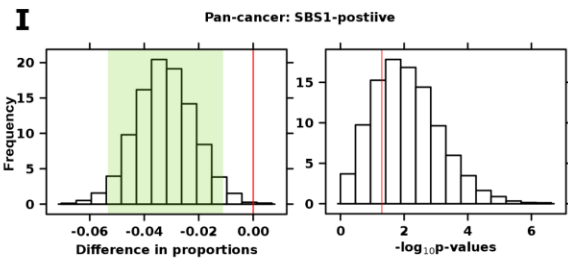 I
Pan-cancer: SBS1-postiive
Frequency
20
15
10
5
0
-0.06 -0.04 -0.02 0.00
Difference in proportions
15
10
5
0
0 2 4 6
-log10p-values